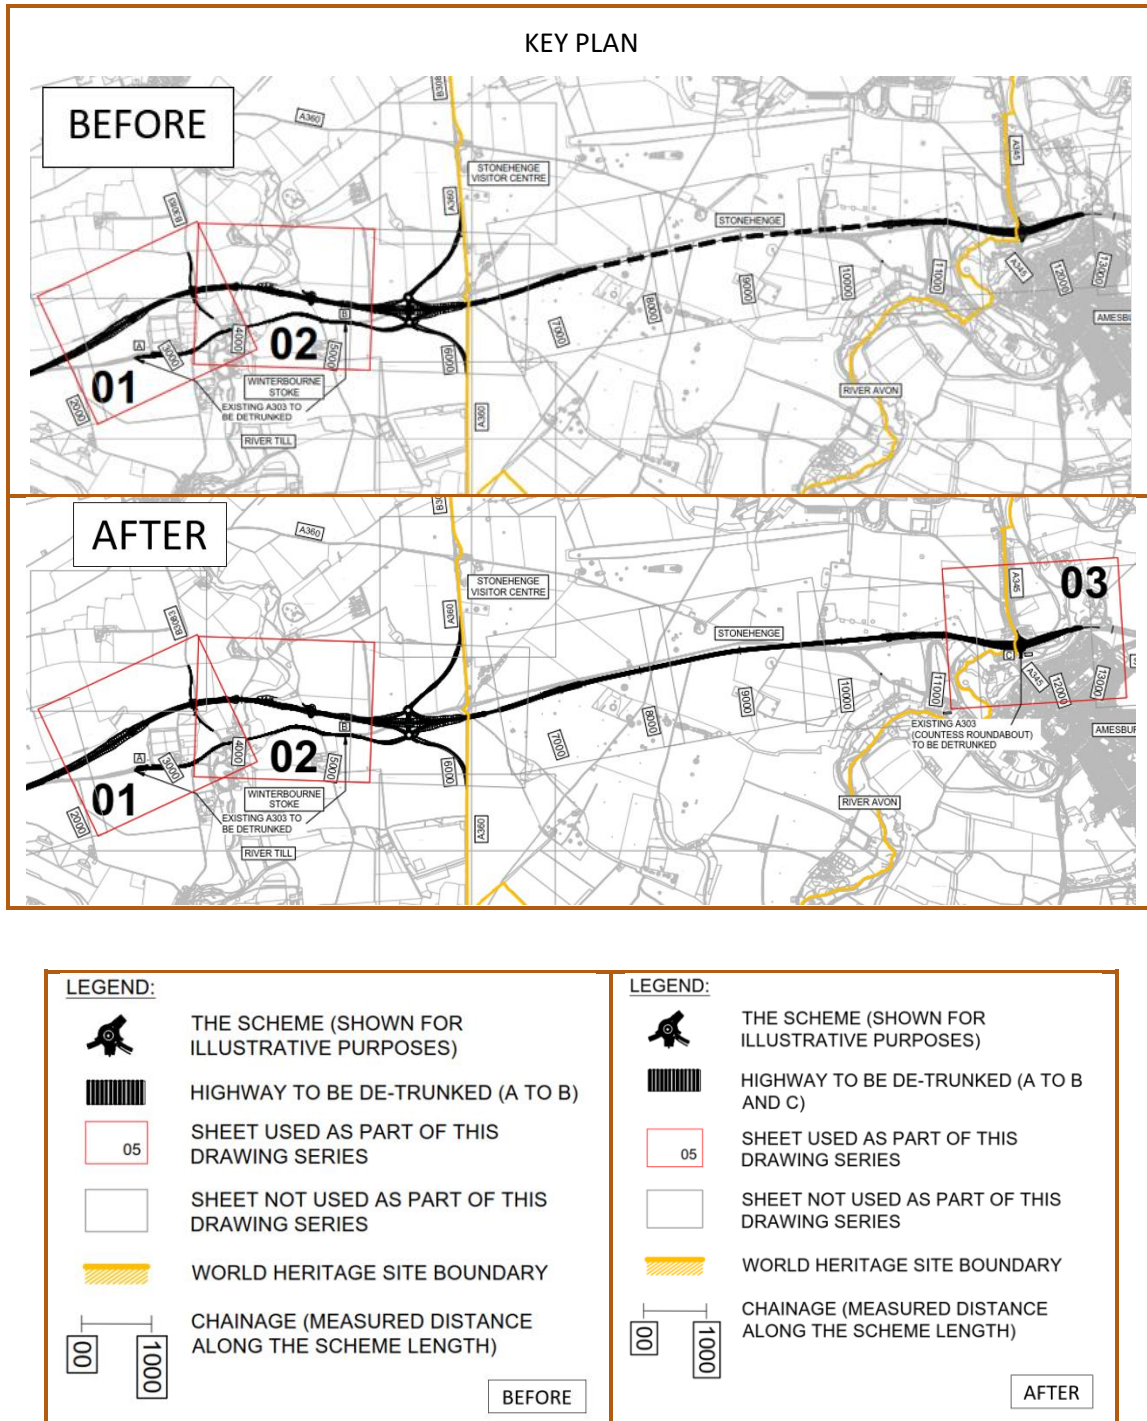 KEY PLAN
BEFORE
A360
STONEHENGE
VISITOR CENTRE
A345
B3083
A360
STONEHENGE
A345
12000
13000
11000
10000
9000
8000
7000
6000
5000
4000
3000
2000
A
B
01
02
WINTERBOURNE
STOKE
EXISTING A303 TO
BE DETRUNKED
RIVER TILL
A360
RIVER AVON
AFTER
A360
STONEHENGE
VISITOR CENTRE
A345
03
B3083
A360
STONEHENGE
C
A345
12000
13000
11000
10000
9000
8000
7000
6000
5000
4000
3000
2000
A
B
01
02
EXISTING A303
(COUNTESS ROUNDABOUT)
TO BE DETRUNKED
WINTERBOURNE
STOKE
EXISTING A303 TO
BE DETRUNKED
RIVER TILL
A360
RIVER AVON
LEGEND:
THE SCHEME (SHOWN FOR
ILLUSTRATIVE PURPOSES)
HIGHWAY TO BE DE-TRUNKED (A TO B)
05
SHEET USED AS PART OF THIS
DRAWING SERIES
SHEET NOT USED AS PART OF THIS
DRAWING SERIES
WORLD HERITAGE SITE BOUNDARY
00
1000
CHAINAGE (MEASURED DISTANCE
ALONG THE SCHEME LENGTH)
BEFORE
LEGEND:
THE SCHEME (SHOWN FOR
ILLUSTRATIVE PURPOSES)
HIGHWAY TO BE DE-TRUNKED (A TO B
AND C)
05
SHEET USED AS PART OF THIS
DRAWING SERIES
SHEET NOT USED AS PART OF THIS
DRAWING SERIES
WORLD HERITAGE SITE BOUNDARY
00
1000
CHAINAGE (MEASURED DISTANCE
ALONG THE SCHEME LENGTH)
AFTER